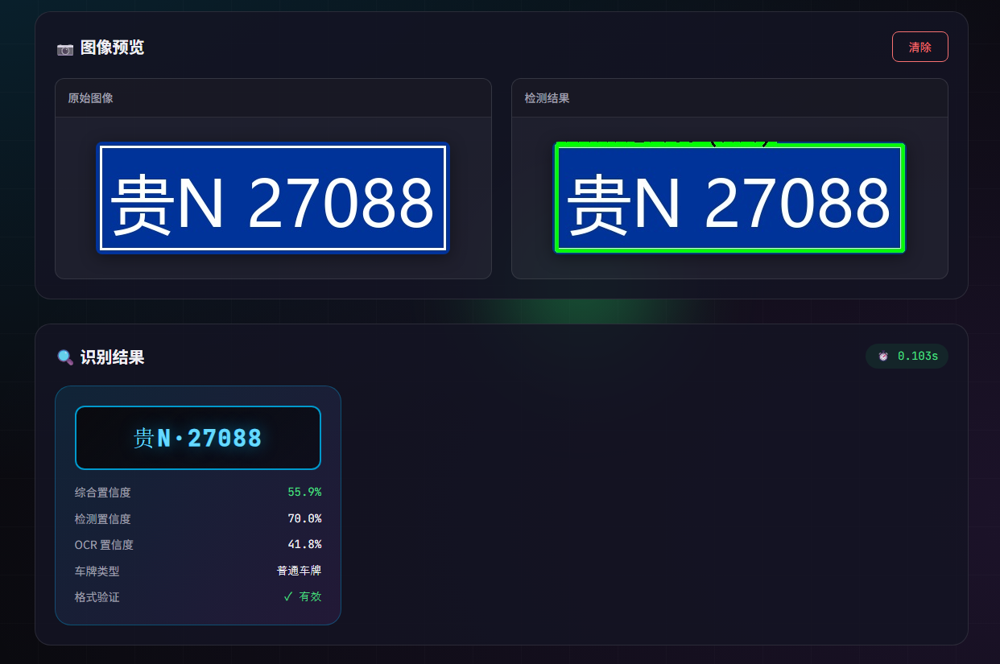 图像预览
清除
原始图像
检测结果
贵N 27088
贵N 27088
识别结果
0.103s
贵N·27088
综合置信度 55.9%
检测置信度 70.0%
OCR 置信度 41.8%
车牌类型 普通车牌
格式验证 ✓ 有效